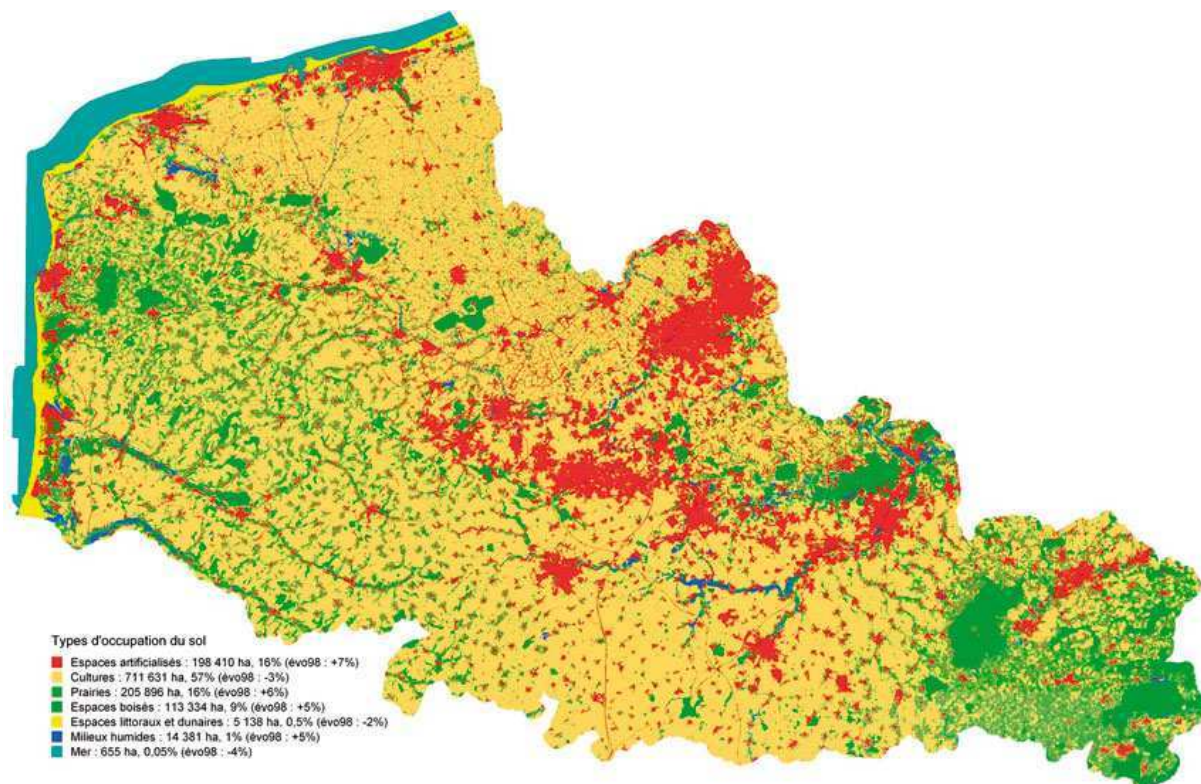 Types d'occupation du sol
Espaces artificialisés : 198 410 ha, 16% (évo98 : +7%)
Cultures : 711 631 ha, 57% (évo98 : -3%)
Prairies : 205 896 ha, 16% (évo98 : +6%)
Espaces boisés : 113 334 ha, 9% (évo98 : +5%)
Espaces littoraux et dunaires : 5 138 ha, 0,5% (évo98 : -2%)
Milieux humides : 14 381 ha, 1% (évo98 : +5%)
Mer : 655 ha, 0,05% (évo98 : -4%)